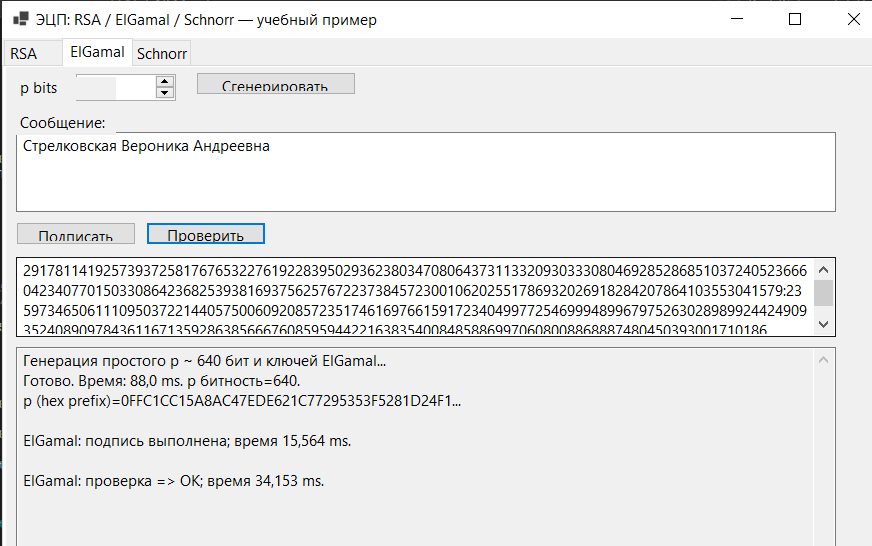 ЭЦП: RSA / ElGamal / Schnorr — учебный пример
RSA ElGamal Schnorr
p bits Сгенерировать
Сообщение:
Стрелковская Вероника Андреевна
Подписать Проверить
29178114192573937258176765322761922839502936238034708064373113320930333080469285286851037240523666
04234077015033086423682539381693756257672237384572300106202551786932026918284207864103553041579:23
59734650611109503722144057500609208572351746169766159172340499772546999489967975263028989924424909
35240890978436116713592863856667608595944221638354008485886997060800886888748045039300171018​6
Генерация простого p ~ 640 бит и ключей ElGamal...
Готово. Время: 88,0 ms. p битность=640.
p (hex prefix)=0FFC1CC15A8AC47EDE621C77295353F5281D24F1...
ElGamal: подпись выполнена; время 15,564 ms.
ElGamal: проверка => OK; время 34,153 ms.